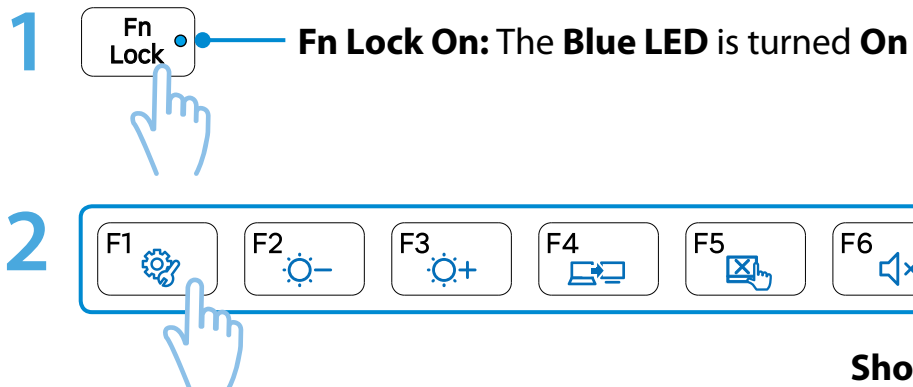 1
Fn
Lock
Fn Lock On: The Blue LED is turned On
2
F1 F2 F3 F4 F5 F6